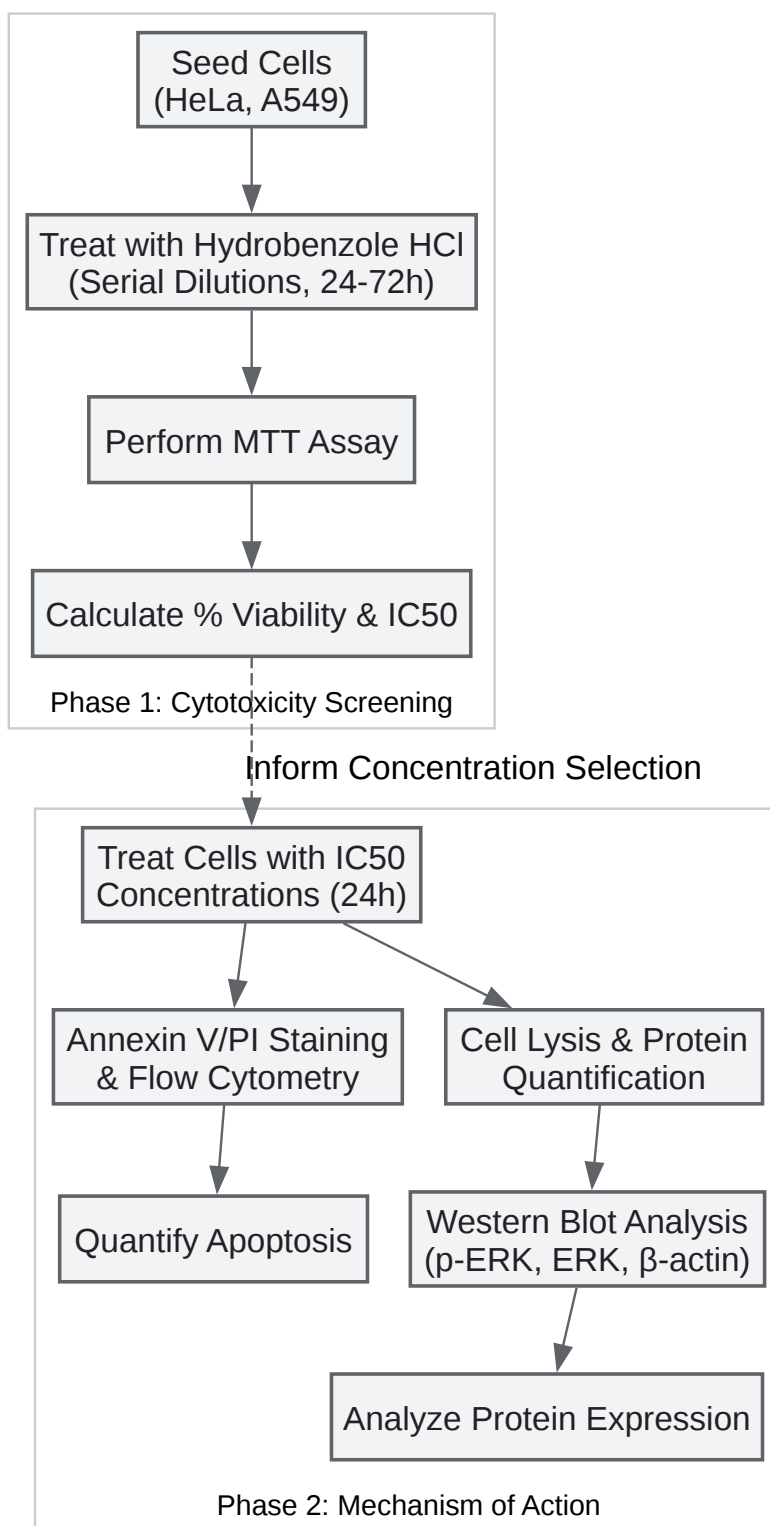 Seed Cells
(HeLa, A549)
Treat with Hydrobenzole HCl
(Serial Dilutions, 24-72h)
Perform MTT Assay
Calculate % Viability & IC50
Phase 1: Cytotoxicity Screening
Inform Concentration Selection
Treat Cells with IC50
Concentrations (24h)
Annexin V/PI Staining
& Flow Cytometry
Cell Lysis & Protein
Quantification
Quantify Apoptosis
Western Blot Analysis
(p-ERK, ERK, β-actin)
Analyze Protein Expression
Phase 2: Mechanism of Action